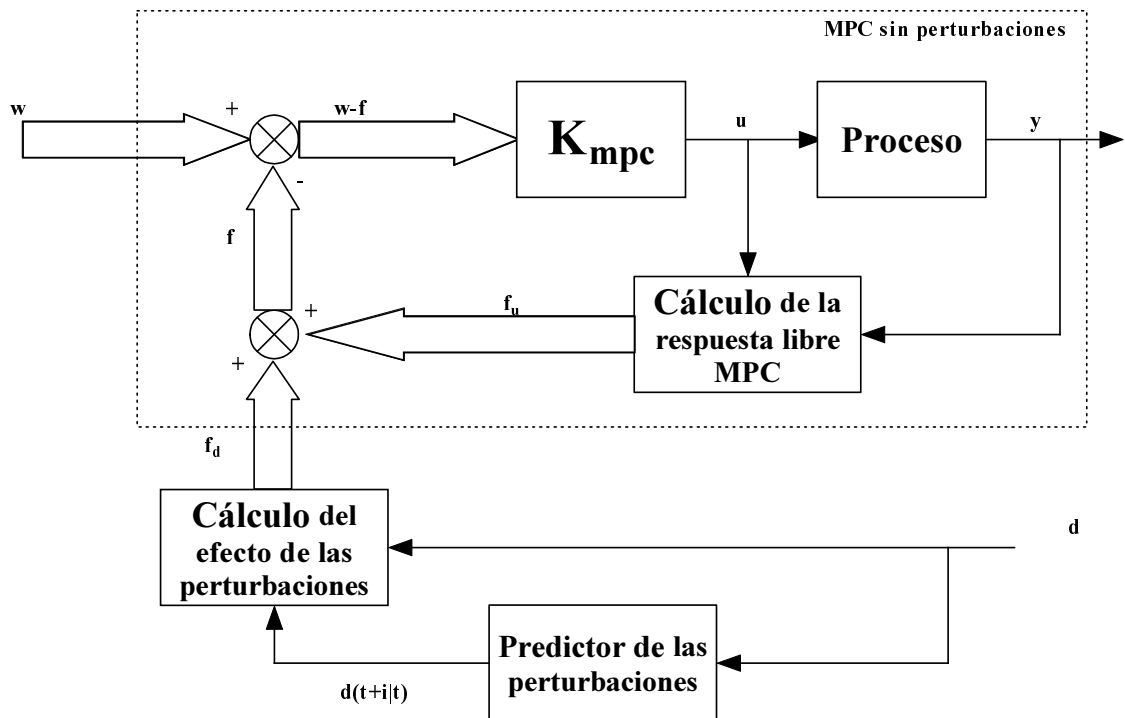 MPC sin perturbaciones
w
+
w-f
K mpc
u
Proceso
y
-
f
fu
+
Cálculo de la
respuesta libre
MPC
+
fd
Cálculo del
efecto de las
perturbaciones
d
Predictor de las
perturbaciones
d(t+i|t)